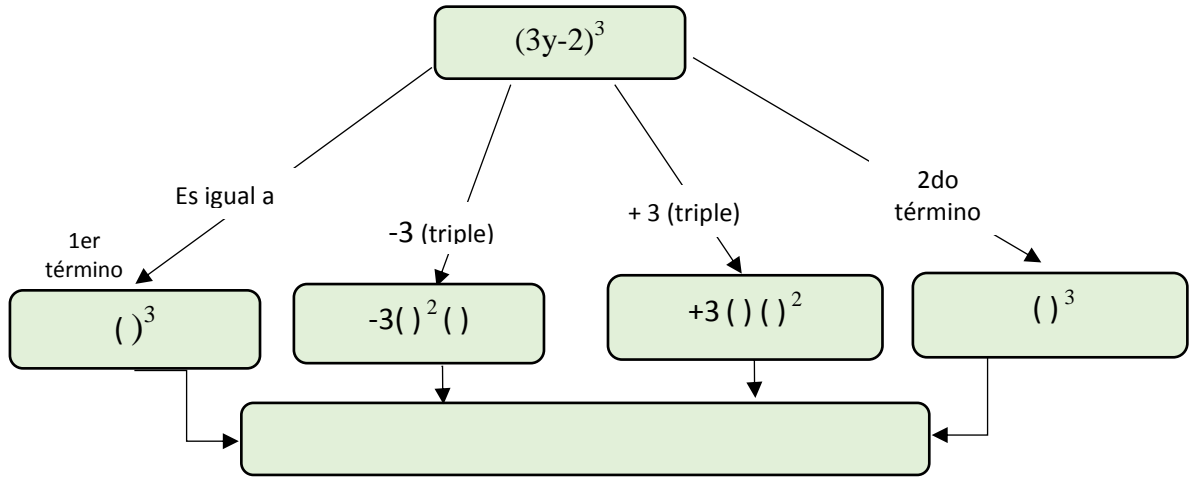 (3y-2)³
Es igual a
-3 (triple)
+ 3 (triple)
2do
término
1er
término
( )³
-3( )² ( )
+3 ( ) ( )²
( )³